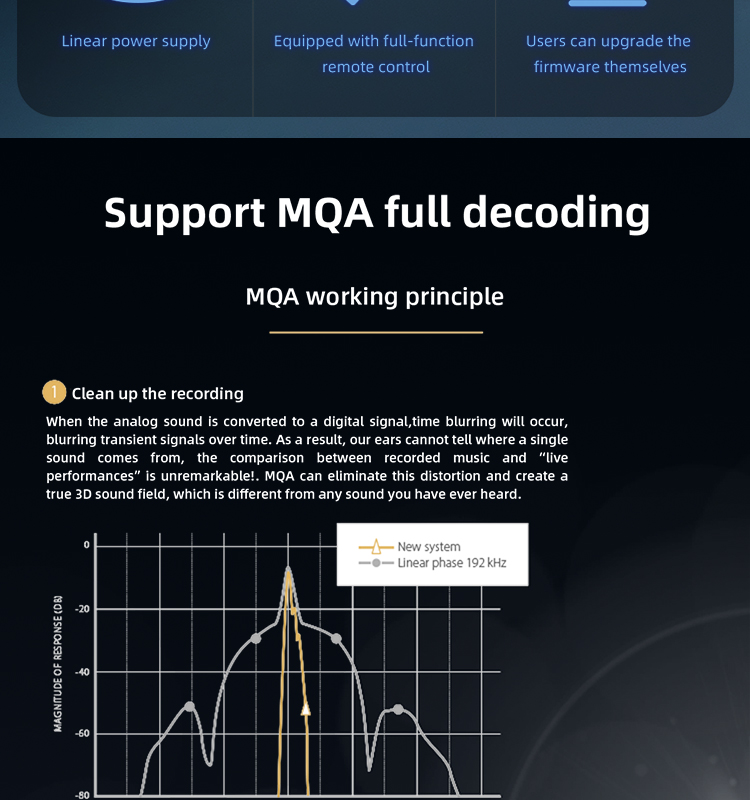 Linear power supply
Equipped with full-function
remote control
Users can upgrade the
firmware themselves
Support MQA full decoding
MQA working principle
1 Clean up the recording
When the analog sound is converted to a digital signal,time blurring will occur,
blurring transient signals over time. As a result, our ears cannot tell where a single
sound comes from, the comparison between recorded music and “live
performances” is unremarkable!. MQA can eliminate this distortion and create a
true 3D sound field, which is different from any sound you have ever heard.
New system
Linear phase 192 kHz
MAGNITUDE OF RESPONSE (DB)
0
-20
-40
-60
-80